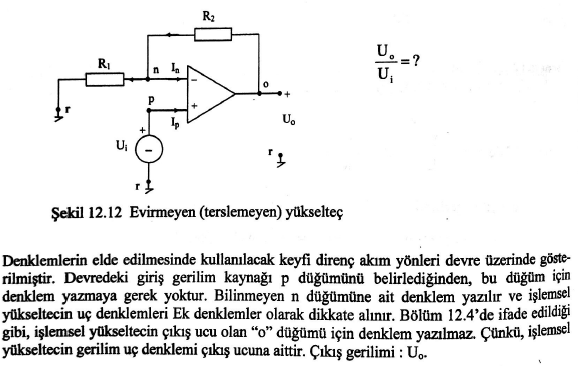 R₂
R₁
n
Iₙ
−
o
+
Uₒ
r
p
Iₚ
+
+
Uᵢ
−
r
r
Uₒ
Uᵢ
=?
Şekil 12.12 Evirmeyen (terslemeyen) yükselteç
Denklemlerin elde edilmesinde kullanılacak keyfi direnç akım yönleri devre üzerinde göste-
rilmiştir. Devredeki giriş gerilim kaynağı p düğümünü belirlediğinden, bu düğüm için
denklem yazmaya gerek yoktur. Bilinmeyen n düğümüne ait denklem yazılır ve işlemsel
yükseltecin uç denklemleri Ek denklemler olarak dikkate alınır. Bölüm 12.4’de ifade edildiği
gibi, işlemsel yükseltecin çıkış ucu olan “o” düğümü için denklem yazılmaz. Çünkü, işlemsel
yükseltecin gerilim uç denklemi çıkış ucuna aittir. Çıkış gerilimi : Uₒ.